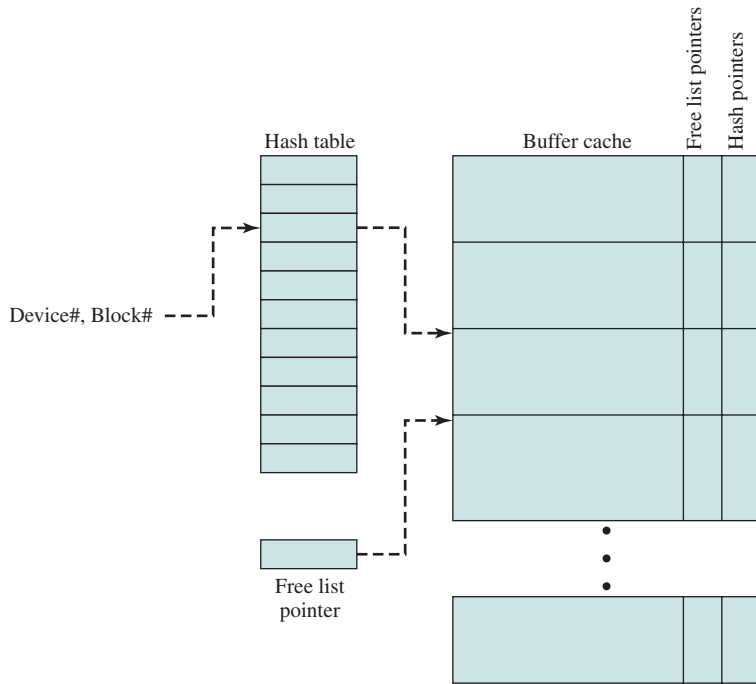 Free list pointers
Hash pointers
Hash table
Buffer cache
Device#, Block#
Free list
pointer